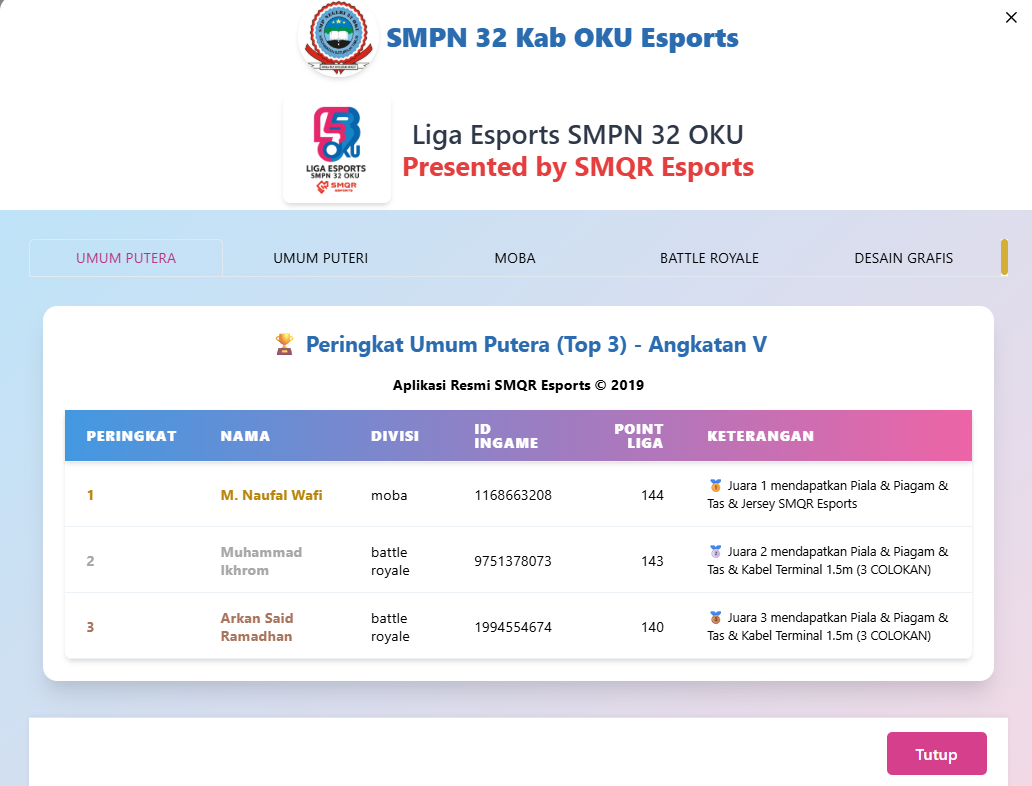 SMPN 32 Kab OKU Esports
LIGA ESPORTS
SMPN 32 OKU
SMQR
ESPORTS
Liga Esports SMPN 32 OKU
Presented by SMQR Esports
UMUM PUTERA
UMUM PUTERI
MOBA
BATTLE ROYALE
DESAIN GRAFIS
Peringkat Umum Putera (Top 3) - Angkatan V
Aplikasi Resmi SMQR Esports © 2019
PERINGKAT
NAMA
DIVISI
ID
INGAME
POINT
LIGA
KETERANGAN
1
M. Naufal Wafi
moba
1168663208
144
Juara 1 mendapatkan Piala & Piagam &
Tas & Jersey SMQR Esports
2
Muhammad
Ikhrom
battle
royale
9751378073
143
Juara 2 mendapatkan Piala & Piagam &
Tas & Kabel Terminal 1.5m (3 COLOKAN)
3
Arkan Said
Ramadhan
battle
royale
1994554674
140
Juara 3 mendapatkan Piala & Piagam &
Tas & Kabel Terminal 1.5m (3 COLOKAN)
Tutup